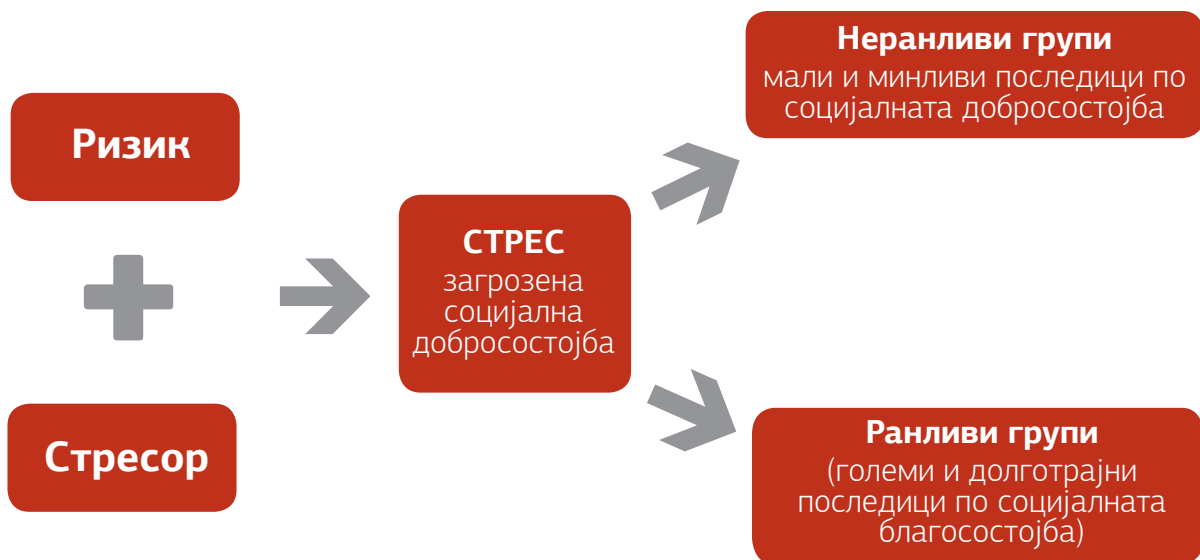 Ризик
Стресор
СТРЕС
загрозена
социјална
добросостојба
Неранливи групи
мали и минливи последици по
социјалната добросостојба
Ранливи групи
(големи и долготрајни
последици по социјалната
благосостојба)